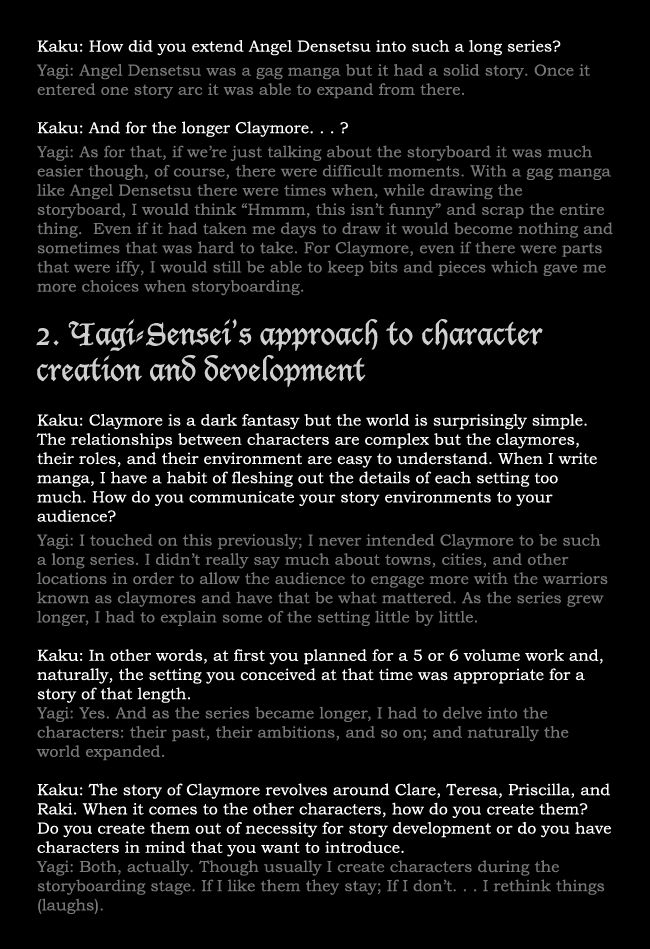 Kaku: How did you extend Angel Densetsu into such a long series?
Yagi: Angel Densetsu was a gag manga but it had a solid story. Once it
entered one story arc it was able to expand from there.
Kaku: And for the longer Claymore. . . ?
Yagi: As for that, if we're just talking about the storyboard it was much
easier though, of course, there were difficult moments. With a gag manga
like Angel Densetsu there were times when, while drawing the
storyboard, I would think “Hmmm, this isn't funny” and scrap the entire
thing.  Even if it had taken me days to draw it would become nothing and
sometimes that was hard to take. For Claymore, even if there were parts
that were iffy, I would still be able to keep bits and pieces which gave me
more choices when storyboarding.
2. Yagi-Sensei's approach to character
creation and development
Kaku: Claymore is a dark fantasy but the world is surprisingly simple.
The relationships between characters are complex but the claymores,
their roles, and their environment are easy to understand. When I write
manga, I have a habit of fleshing out the details of each setting too
much. How do you communicate your story environments to your
audience?
Yagi: I touched on this previously; I never intended Claymore to be such
a long series. I didn't really say much about towns, cities, and other
locations in order to allow the audience to engage more with the warriors
known as claymores and have that be what mattered. As the series grew
longer, I had to explain some of the setting little by little.
Kaku: In other words, at first you planned for a 5 or 6 volume work and,
naturally, the setting you conceived at that time was appropriate for a
story of that length.
Yagi: Yes. And as the series became longer, I had to delve into the
characters: their past, their ambitions, and so on; and naturally the
world expanded.
Kaku: The story of Claymore revolves around Clare, Teresa, Priscilla, and
Raki. When it comes to the other characters, how do you create them?
Do you create them out of necessity for story development or do you have
characters in mind that you want to introduce.
Yagi: Both, actually. Though usually I create characters during the
storyboarding stage. If I like them they stay; If I don't. . . I rethink things
(laughs).